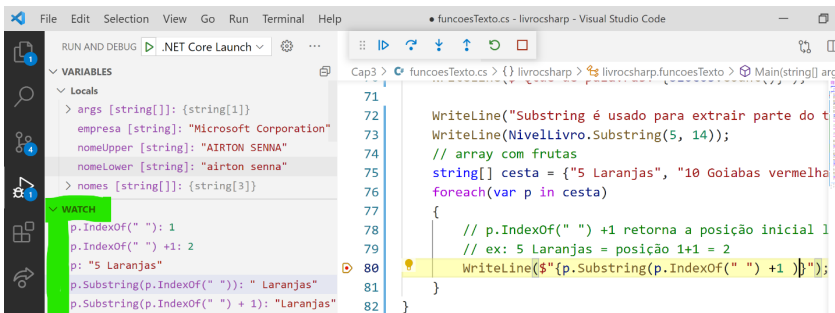 File Edit Selection View Go Run Terminal Help
● funcoesTexto.cs - livrocsharp - Visual Studio Code
RUN AND DEBUG .NET Core Launch
VARIABLES
Locals
args [string[]]: {string[1]}
empresa [string]: "Microsoft Corporation"
nomeUpper [string]: "AIRTON SENNA"
nomeLower [string]: "airton senna"
nomes [string[]]: {string[3]}
WATCH
p.IndexOf(" "): 1
p.IndexOf(" ") +1: 2
p: "5 Laranjas"
p.Substring(p.IndexOf(" ")): " Laranjas"
p.Substring(p.IndexOf(" ") + 1): "Laranjas"
1
4
1
Cap3 > funcoesTexto.cs > {} livrocsharp > livrocsharp.funcoesTexto > Main(string[] arg
71
72 WriteLine("Substring é usado para extrair parte do t
73 WriteLine(NivelLivro.Substring(5, 14));
74 // array com frutas
75 string[] cesta = {"5 Laranjas", "10 Goiabas vermelha
76 foreach(var p in cesta)
77 {
78 // p.IndexOf(" ") +1 retorna a posição inicial l
79 // ex: 5 Laranjas = posição 1+1 = 2
80 WriteLine($"{p.Substring(p.IndexOf(" ") +1 )}");
81 }
82 }